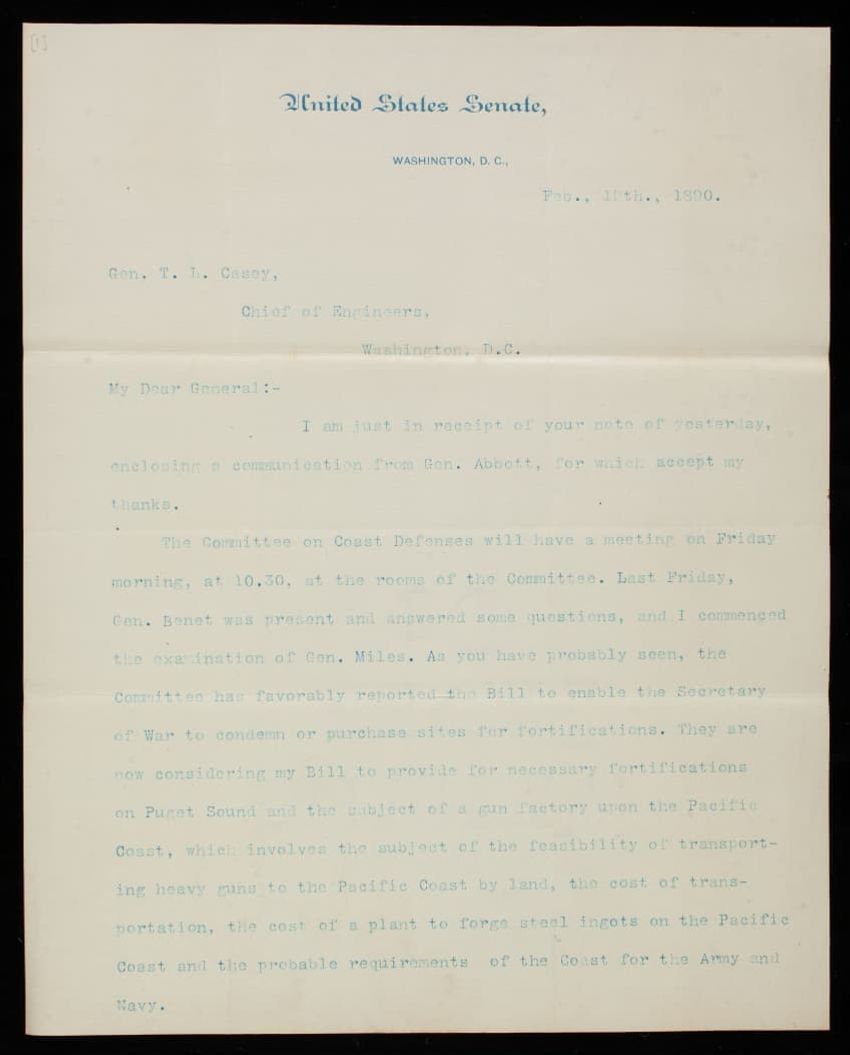 [1]
United States Senate,
WASHINGTON, D. C.,
Feb., th., 1890.
Gen. T. L. Casey,
Chief of Engineers,
Washington, D.C.
My Dear General:-
I am just in receipt of your note of yesterday,
enclosing a communication from Gen. Abbott, for which accept my
thanks.
The Committee on Coast Defenses will have a meeting on Friday
morning, at 10.30, at the rooms of the Committee. Last Friday,
Gen. Benet was present and answered some questions, and I commenced
the examination of Gen. Miles. As you have probably seen, the
Committee has favorably reported the Bill to enable the Secretary
of War to condemn or purchase sites for fortifications. They are
now considering my Bill to provide for necessary fortifications
on Puget Sound and the subject of a gun factory upon the Pacific
Coast, which involves the subject of the feasibility of transport-
ing heavy guns to the Pacific Coast by land, the cost of trans-
portation, the cost of a plant to forge steel ingots on the Pacific
Coast and the probable requirements of the Coast for the Army and
Navy.